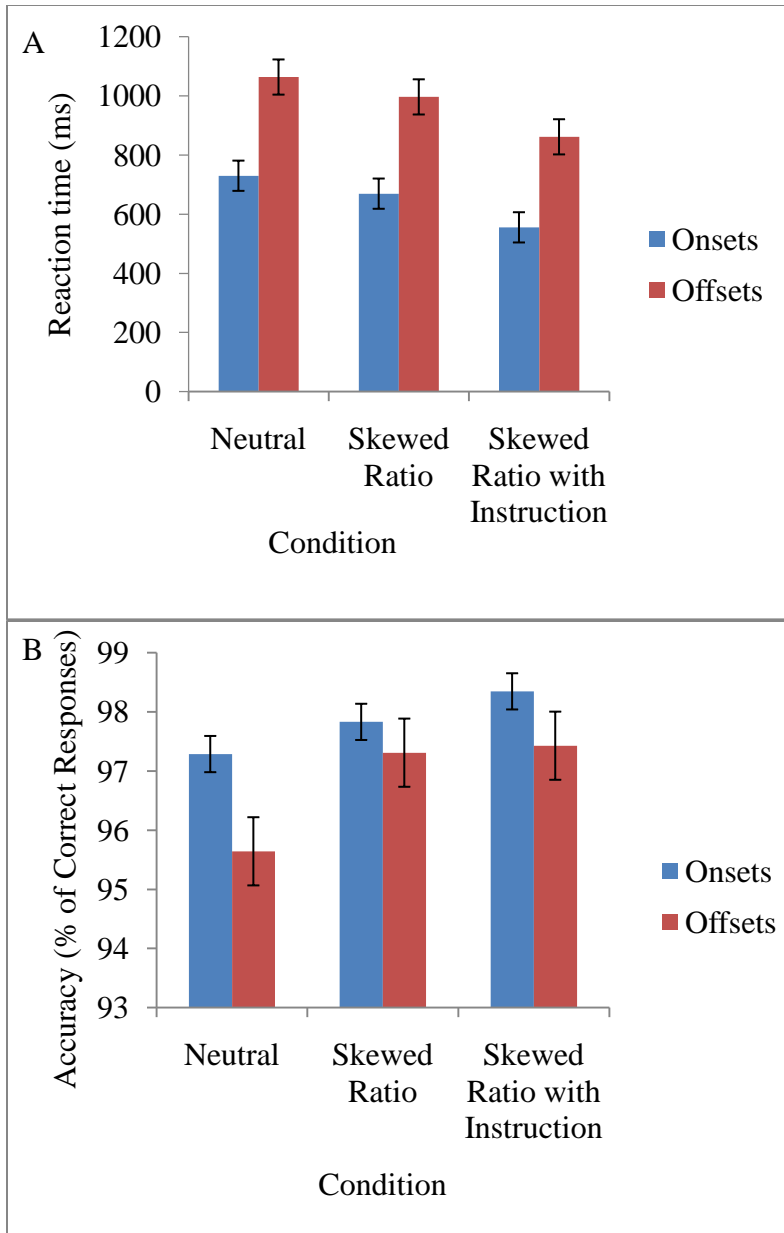 A
Reaction time (ms)
1200
1000
800
600
400
200
0
Neutral
Skewed
Ratio
Skewed
Ratio with
Instruction
Condition
Onsets
Offsets
B
Accuracy (% of Correct Responses)
99
98
97
96
95
94
93
Neutral
Skewed
Ratio
Skewed
Ratio with
Instruction
Condition
Onsets
Offsets